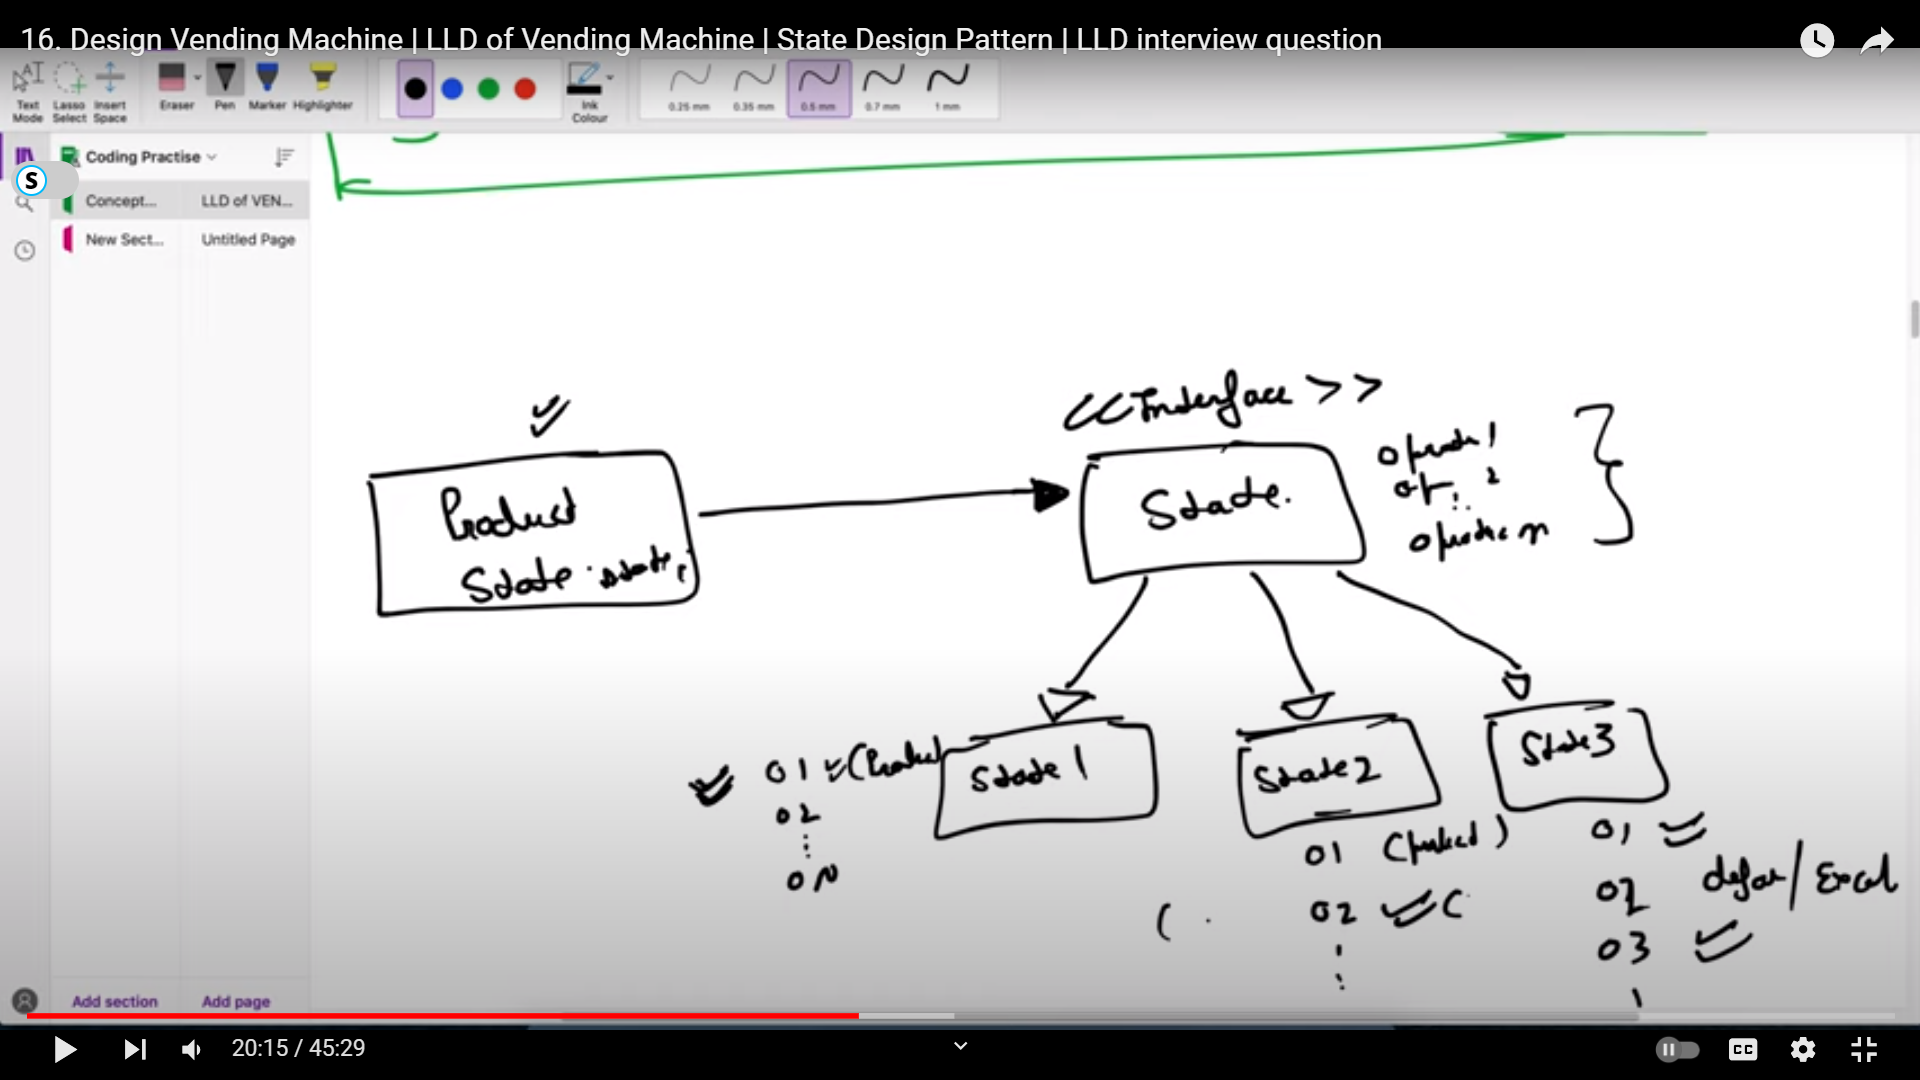 16. Design Vending Machine | LLD of Vending Machine | State Design Pattern | LLD interview question
Text Mode
Lasso Select
Insert Space
Eraser
Pen
Marker
Highlighter
Ink Colour
0.25 mm
0.35 mm
0.5 mm
0.7 mm
1 mm
Coding Practise
S
Concept...
LLD of VEN...
New Sect...
Untitled Page
<<Interface >>
Product
State state;
State.
operate 1
op. 2
operation n
State 1
State 2
State 3
01 (Product
02
0N
01 (product)
02 (
( .
01
02
03
Add section
Add page
20:15 / 45:29
CC